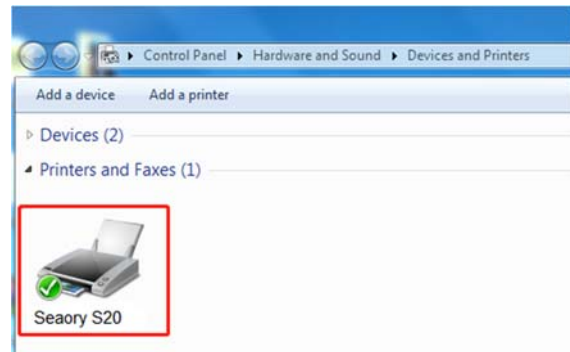 Control Panel ▸ Hardware and Sound ▸ Devices and Printers
Add a device Add a printer
Devices (2)
Printers and Faxes (1)
Seaory S20